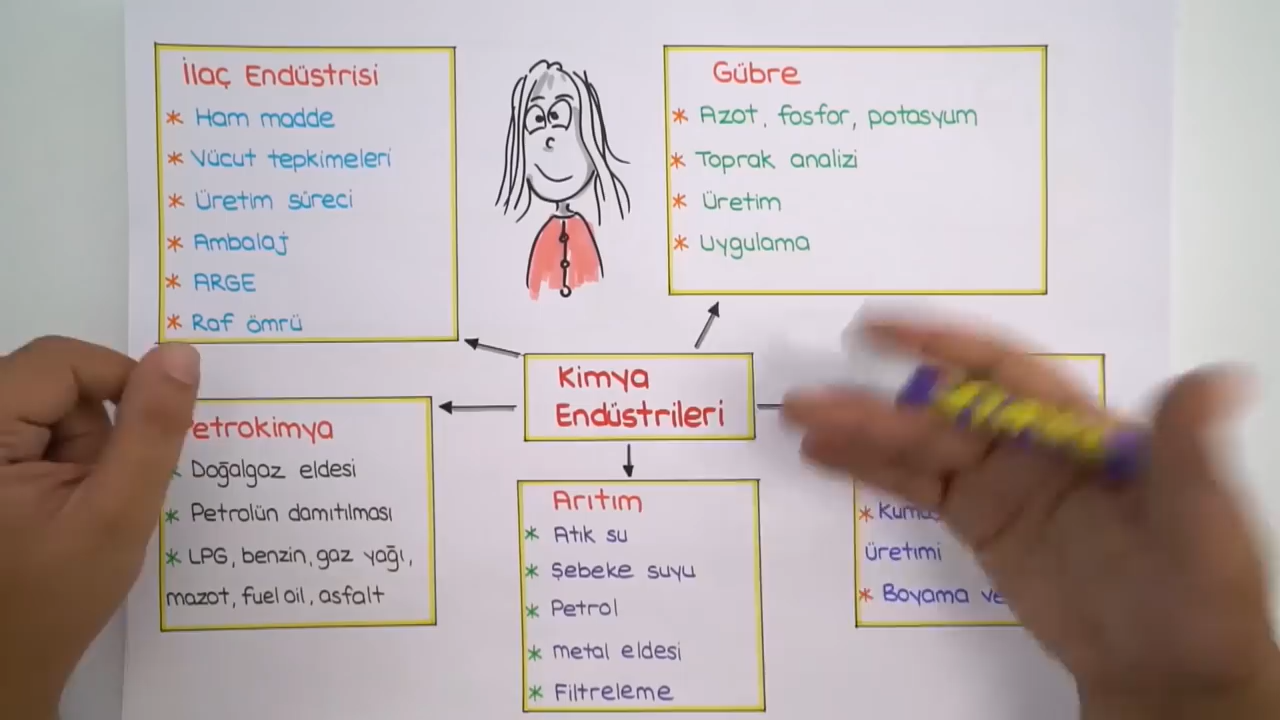 İlaç Endüstrisi
* Ham madde
* Vücut tepkimeleri
* Üretim süreci
* Ambalaj
* ARGE
* Raf ömrü
Gübre
* Azot, fosfor, potasyum
* Toprak analizi
* Üretim
* Uygulama
Kimya
Endüstrileri
etrokimya
* Doğalgaz eldesi
* Petrolün damıtılması
* LPG, benzin, gaz yağı,
mazot, fuel oil, asfalt
Arıtım
* Atık su
* Şebeke suyu
* Petrol
* metal eldesi
* Filtreleme
*
üretimi
* Boyama ve